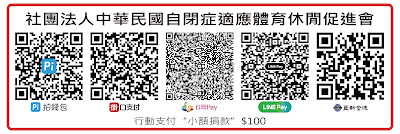 社團法人中華民國自閉症適應體育休閒促進會
Pi 拍錢包
街口支付
台灣Pay
LINE Pay
藍新金流
行動支付“小額捐款”$100